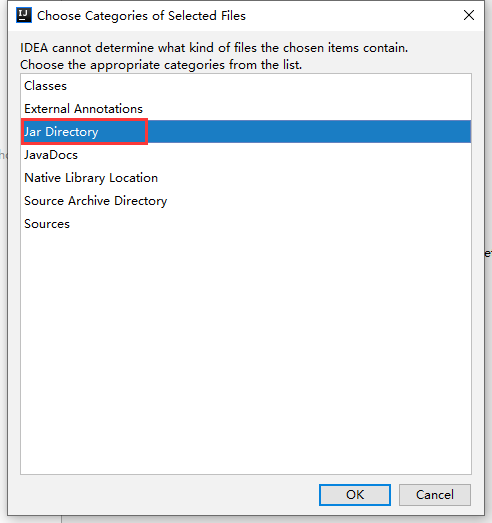 IJ
Choose Categories of Selected Files
IDEA cannot determine what kind of files the chosen items contain.
Choose the appropriate categories from the list.
Classes
External Annotations
Jar Directory
JavaDocs
Native Library Location
Source Archive Directory
Sources
OK
Cancel